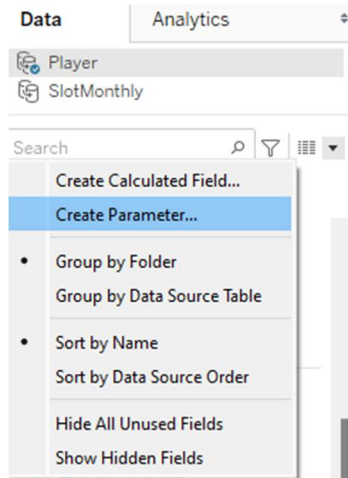 Data Analytics
Player
SlotMonthly
Search
Create Calculated Field...
Create Parameter...
Group by Folder
Group by Data Source Table
Sort by Name
Sort by Data Source Order
Hide All Unused Fields
Show Hidden Fields